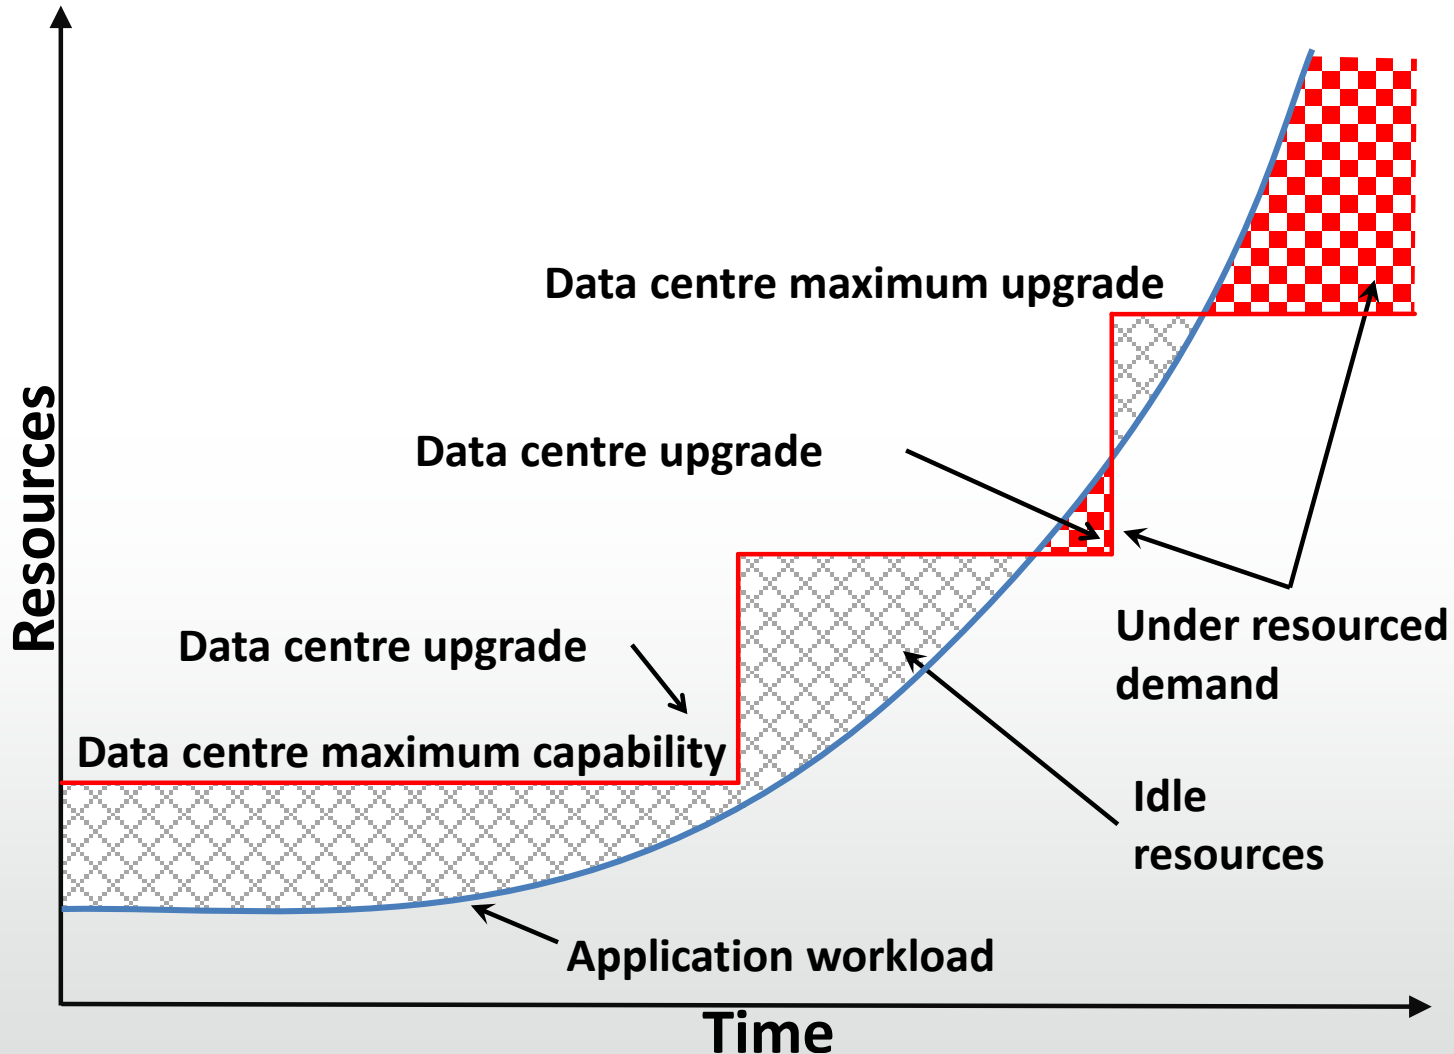 Data centre maximum upgrade
Resources
Data centre upgrade
Data centre upgrade
Under resourced
demand
Data centre maximum capability
Idle
resources
Application workload
Time